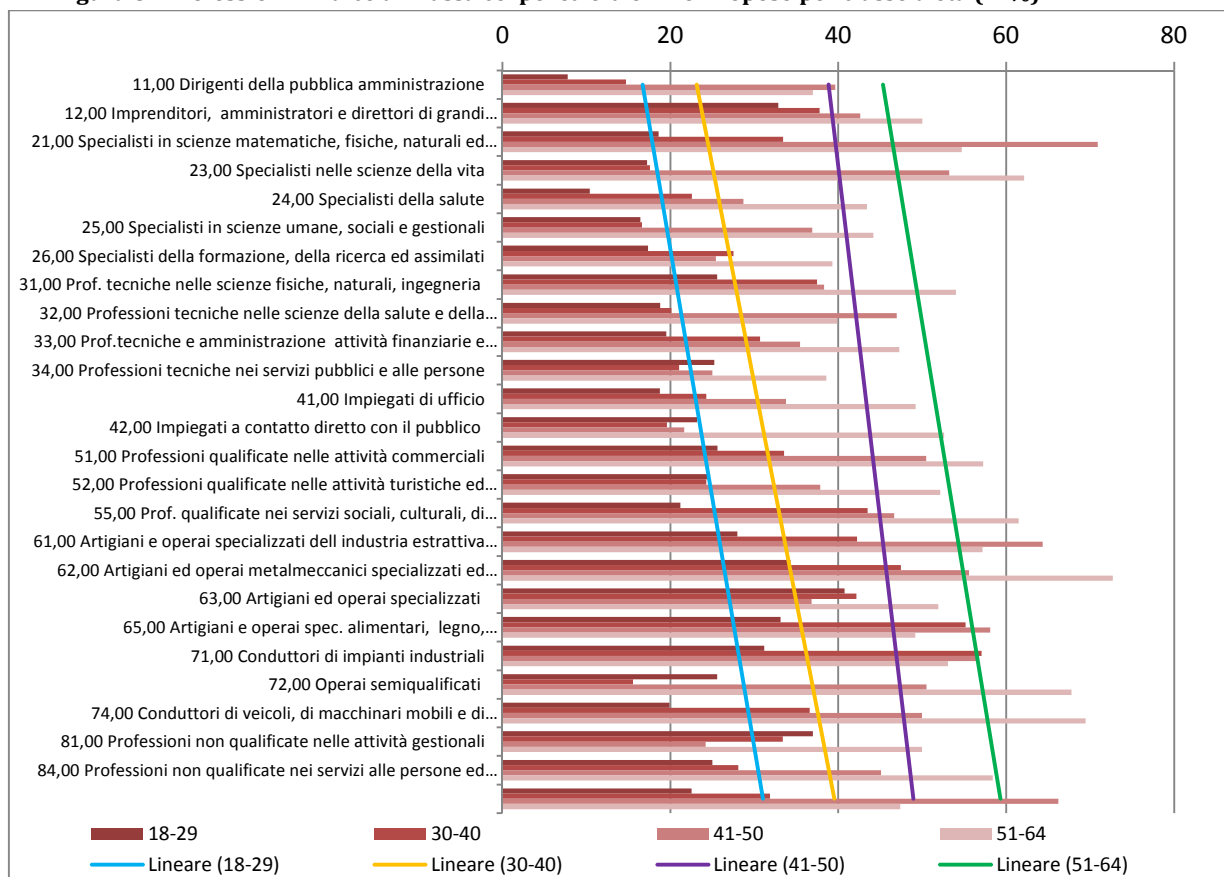 0 20 40 60 80
11,00 Dirigenti della pubblica amministrazione
12,00 Imprenditori, amministratori e direttori di grandi…
21,00 Specialisti in scienze matematiche, fisiche, naturali ed…
23,00 Specialisti nelle scienze della vita
24,00 Specialisti della salute
25,00 Specialisti in scienze umane, sociali e gestionali
26,00 Specialisti della formazione, della ricerca ed assimilati
31,00 Prof. tecniche nelle scienze fisiche, naturali, ingegneria
32,00 Professioni tecniche nelle scienze della salute e della…
33,00 Prof.tecniche e amministrazione attività finanziarie e…
34,00 Professioni tecniche nei servizi pubblici e alle persone
41,00 Impiegati di ufficio
42,00 Impiegati a contatto diretto con il pubblico
51,00 Professioni qualificate nelle attività commerciali
52,00 Professioni qualificate nelle attività turistiche ed…
55,00 Prof. qualificate nei servizi sociali, culturali, di…
61,00 Artigiani e operai specializzati dell industria estrattiva…
62,00 Artigiani ed operai metalmeccanici specializzati ed…
63,00 Artigiani ed operai specializzati
65,00 Artigiani e operai spec. alimentari, legno,…
71,00 Conduttori di impianti industriali
72,00 Operai semiqualificati
74,00 Conduttori di veicoli, di macchinari mobili e di…
81,00 Professioni non qualificate nelle attività gestionali
84,00 Professioni non qualificate nei servizi alle persone ed…
18-29 30-40 41-50 51-64
Lineare (18-29) Lineare (30-40) Lineare (41-50) Lineare (51-64)